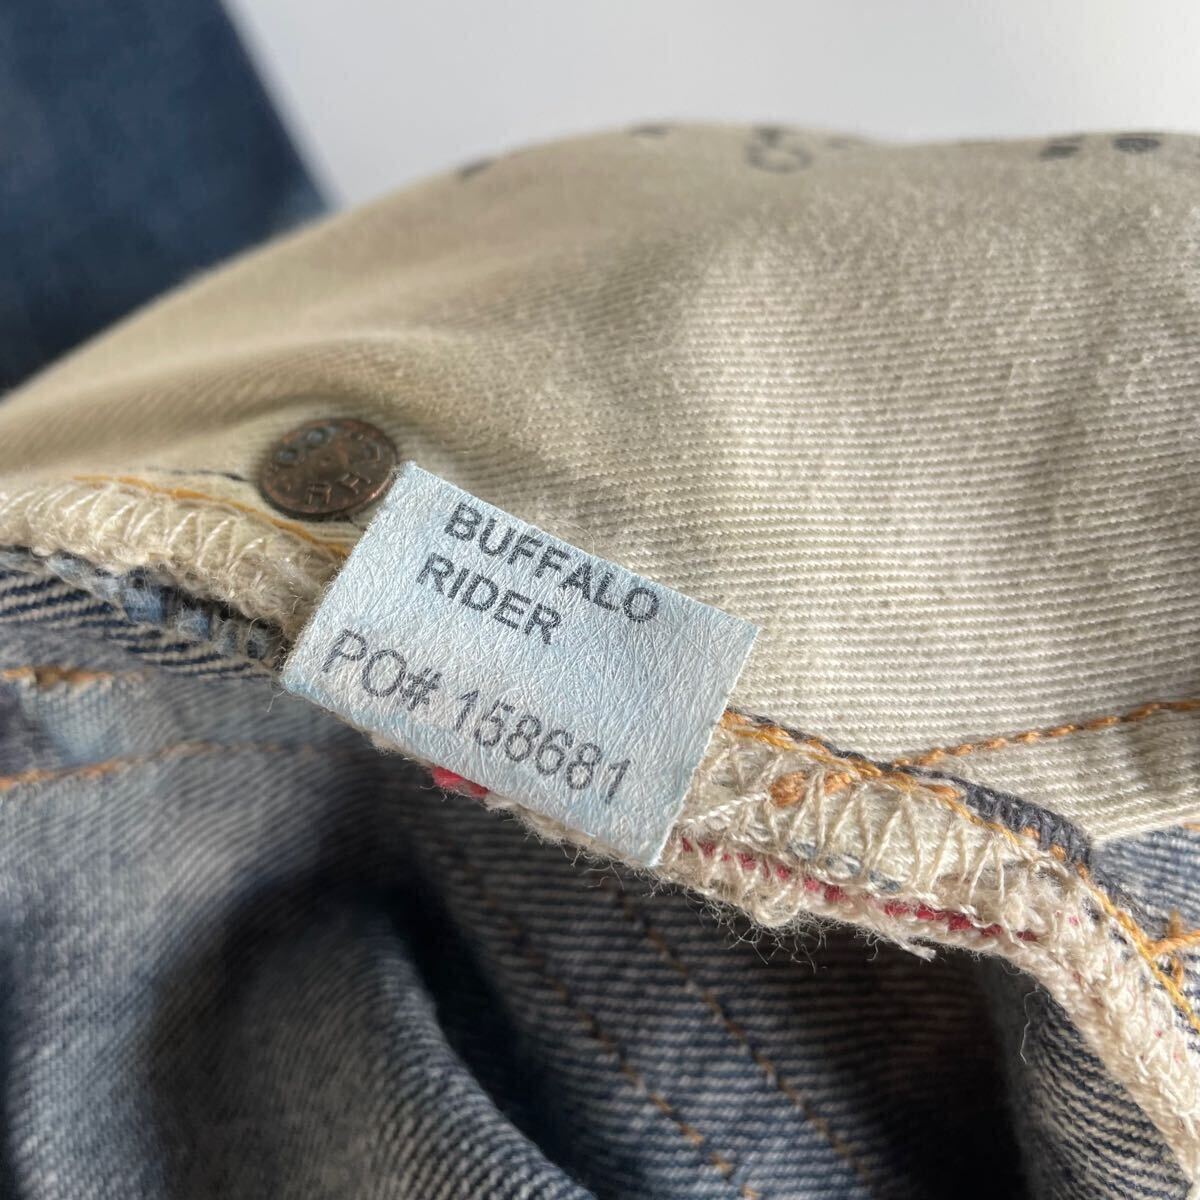 BUFFALO
RIDER
PO# 158681